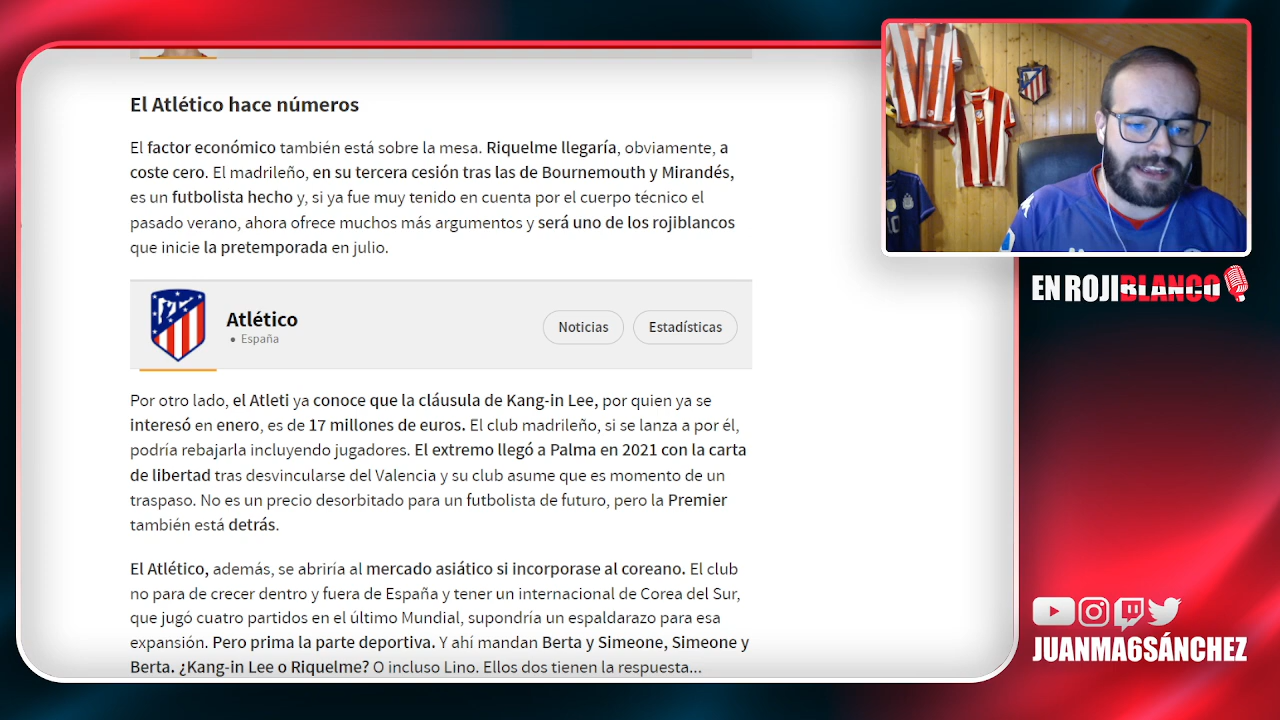 El Atlético hace números
El factor económico también está sobre la mesa. Riquelme llegaría, obviamente, a
coste cero. El madrileño, en su tercera cesión tras las de Bournemouth y Mirandés,
es un futbolista hecho y, si ya fue muy tenido en cuenta por el cuerpo técnico el
pasado verano, ahora ofrece muchos más argumentos y será uno de los rojiblancos
que inicie la pretemporada en julio.
Atlético
• España
Noticias
Estadísticas
Por otro lado, el Atleti ya conoce que la cláusula de Kang-in Lee, por quien ya se
interesó en enero, es de 17 millones de euros. El club madrileño, si se lanza a por él,
podría rebajarla incluyendo jugadores. El extremo llegó a Palma en 2021 con la carta
de libertad tras desvincularse del Valencia y su club asume que es momento de un
traspaso. No es un precio desorbitado para un futbolista de futuro, pero la Premier
también está detrás.
El Atlético, además, se abriría al mercado asiático si incorporase al coreano. El club
no para de crecer dentro y fuera de España y tener un internacional de Corea del Sur,
que jugó cuatro partidos en el último Mundial, supondría un espaldarazo para esa
expansión. Pero prima la parte deportiva. Y ahí mandan Berta y Simeone, Simeone y
Berta. ¿Kang-in Lee o Riquelme? O incluso Lino. Ellos dos tienen la respuesta...
EN ROJIBLANCO
JUANMA6SÁNCHEZ